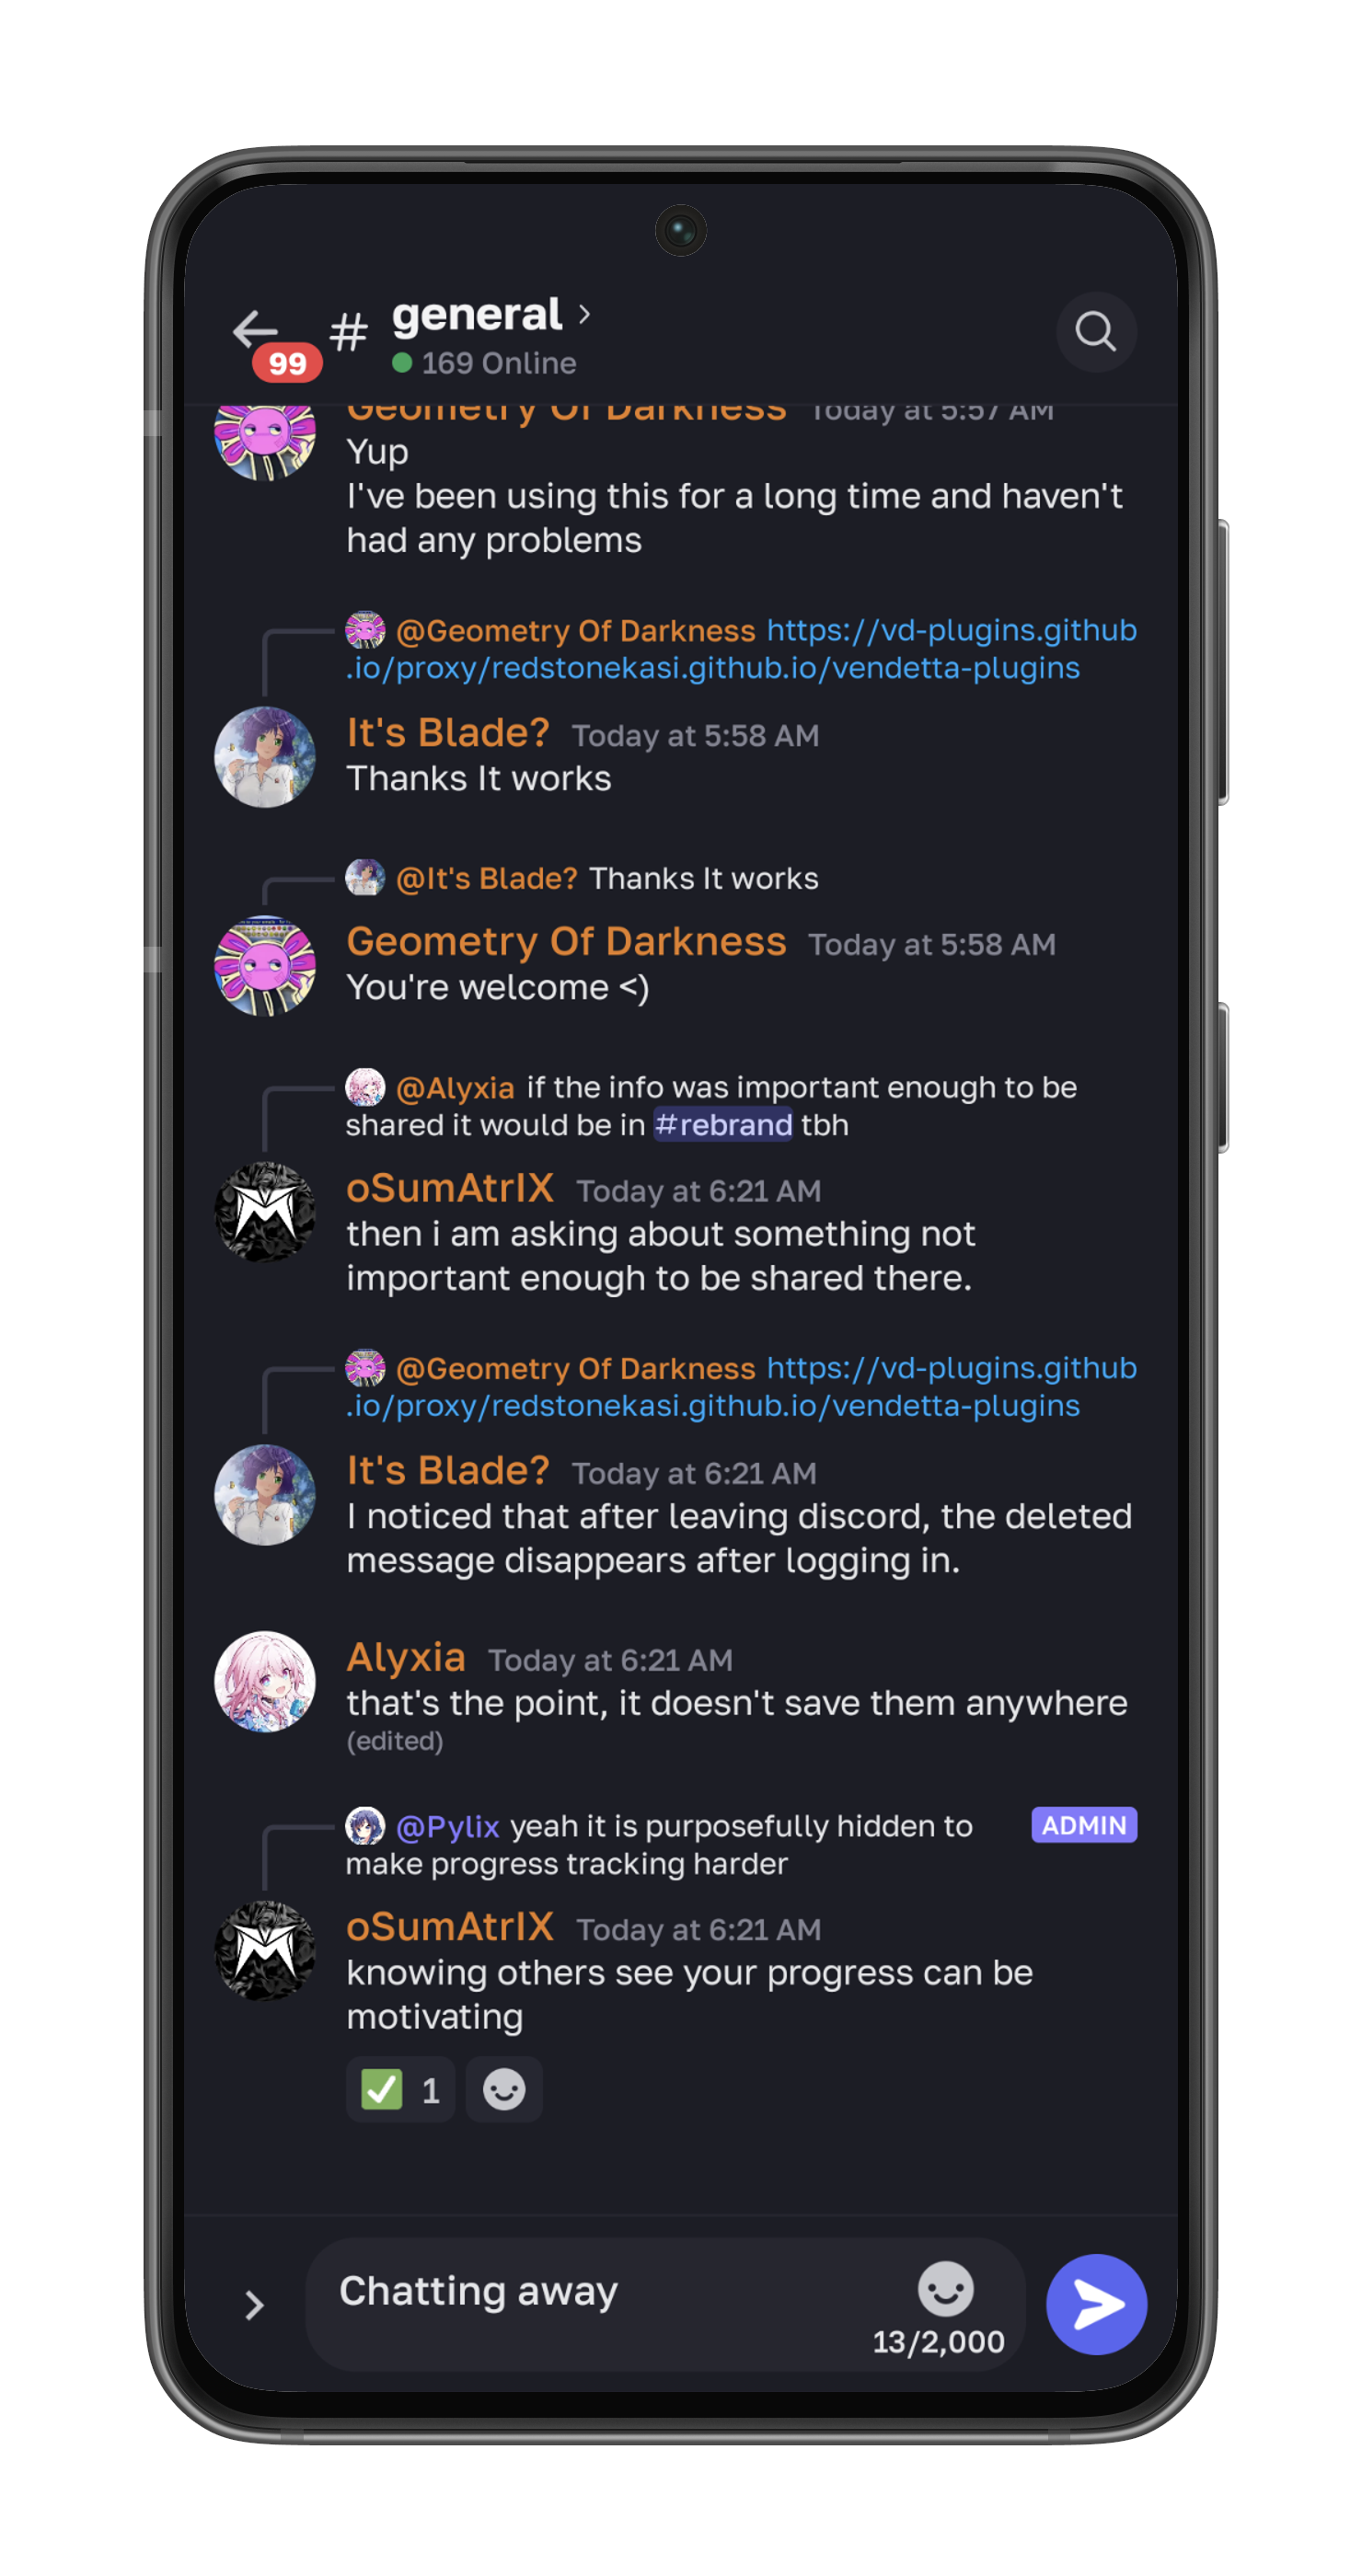 general ›
99
# 
169 Online
Geometry Of Darkness Today at 5:57 AM
Yup
I've been using this for a long time and haven't
had any problems
@Geometry Of Darkness https://vd-plugins.github
.io/proxy/redstonekasi.github.io/vendetta-plugins
It's Blade? Today at 5:58 AM
Thanks It works
@It's Blade? Thanks It works
Geometry Of Darkness Today at 5:58 AM
You're welcome <)
@Alyxia if the info was important enough to be
shared it would be in #rebrand tbh
oSumAtrIX Today at 6:21 AM
then i am asking about something not
important enough to be shared there.
@Geometry Of Darkness https://vd-plugins.github
.io/proxy/redstonekasi.github.io/vendetta-plugins
It's Blade? Today at 6:21 AM
I noticed that after leaving discord, the deleted
message disappears after logging in.
Alyxia Today at 6:21 AM
that's the point, it doesn't save them anywhere
(edited)
@Pylix yeah it is purposefully hidden to ADMIN
make progress tracking harder
oSumAtrIX Today at 6:21 AM
knowing others see your progress can be
motivating
1
Chatting away
13/2,000